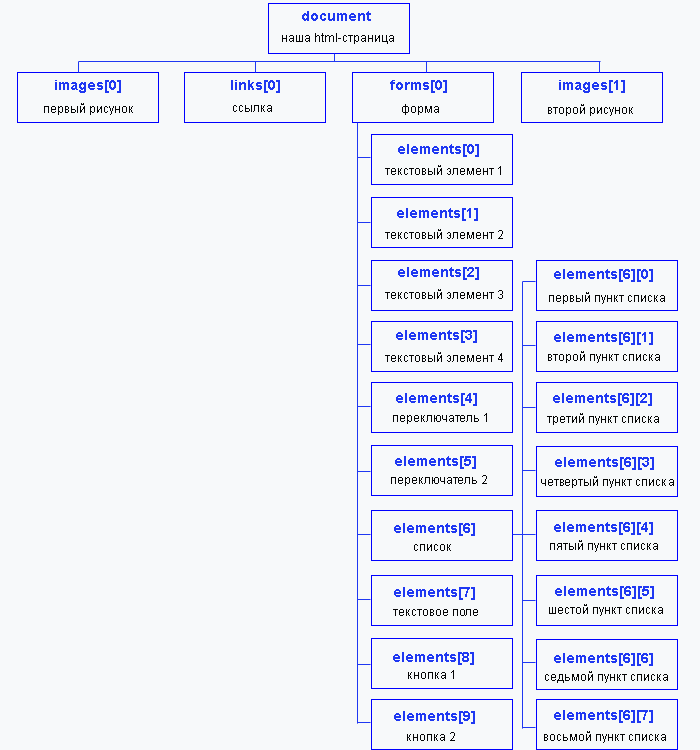 document
наша html-страница
images[0]
первый рисунок
links[0]
ссылка
forms[0]
форма
images[1]
второй рисунок
elements[0]
текстовый элемент 1
elements[1]
текстовый элемент 2
elements[2]
текстовый элемент 3
elements[3]
текстовый элемент 4
elements[4]
переключатель 1
elements[5]
переключатель 2
elements[6]
список
elements[7]
текстовое поле
elements[8]
кнопка 1
elements[9]
кнопка 2
elements[6][0]
первый пункт списка
elements[6][1]
второй пункт списка
elements[6][2]
третий пункт списка
elements[6][3]
четвертый пункт списка
elements[6][4]
пятый пункт списка
elements[6][5]
шестой пункт списка
elements[6][6]
седьмой пункт списка
elements[6][7]
восьмой пункт списка